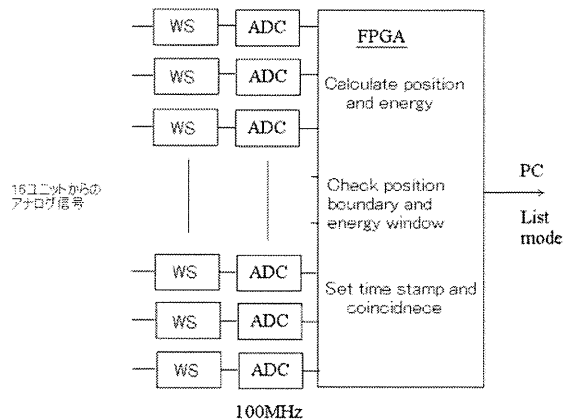 WS ADC
WS ADC
WS ADC
16ユニットからの
アナログ信号
WS ADC
WS ADC
WS ADC
100MHz
FPGA
Calculate position
and energy
Check position
boundary and
energy window
Set time stamp and
coincidnece
PC
List
mode